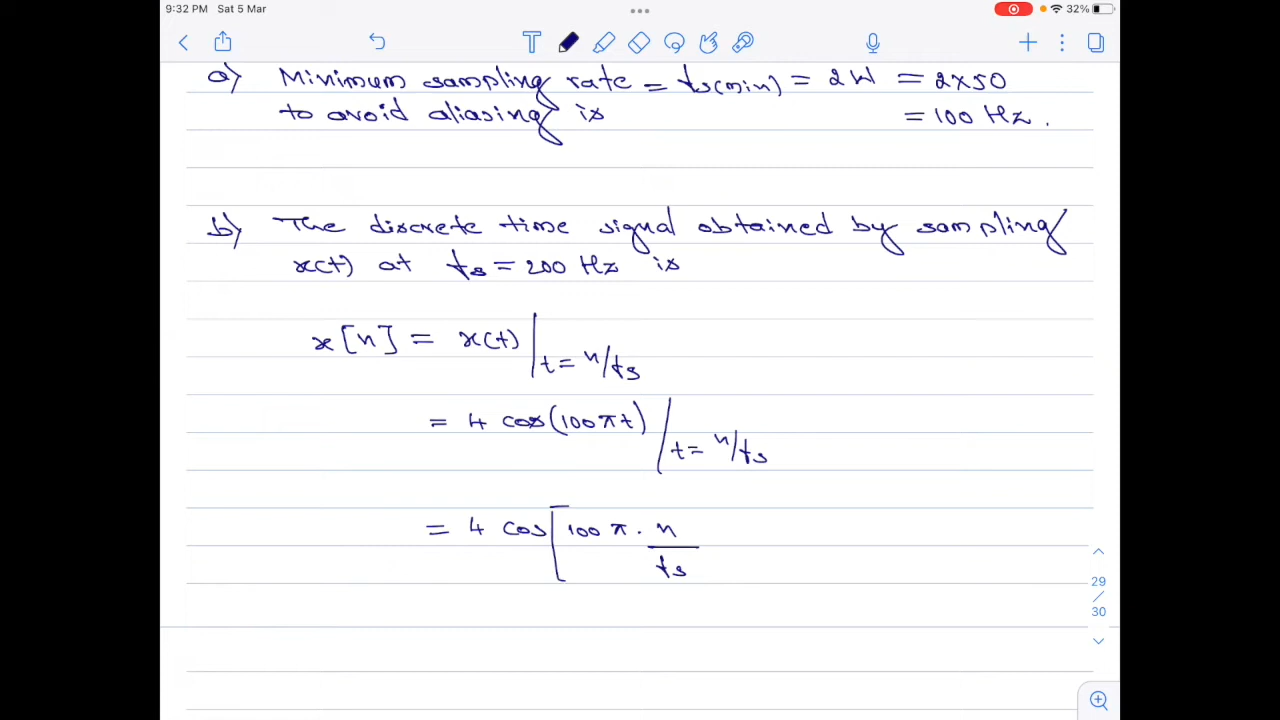 9:32 PM Sat 5 Mar
32%
a) Minimum sampling rate = fs(min) = 2W = 2×50
to avoid aliasing is = 100 Hz.
b) The discrete time signal obtained by sampling
x(t) at fs = 200 Hz is
x[n] = x(t) | t = n/fs
= 4 cos(100πt) | t = n/fs
= 4 cos[100π . n
fs
29
/
30